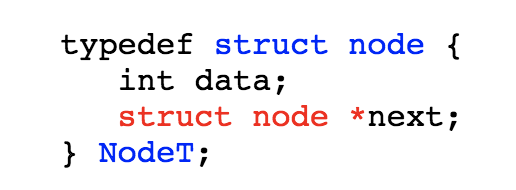 typedef struct node {
   int data;
   struct node *next;
} NodeT;